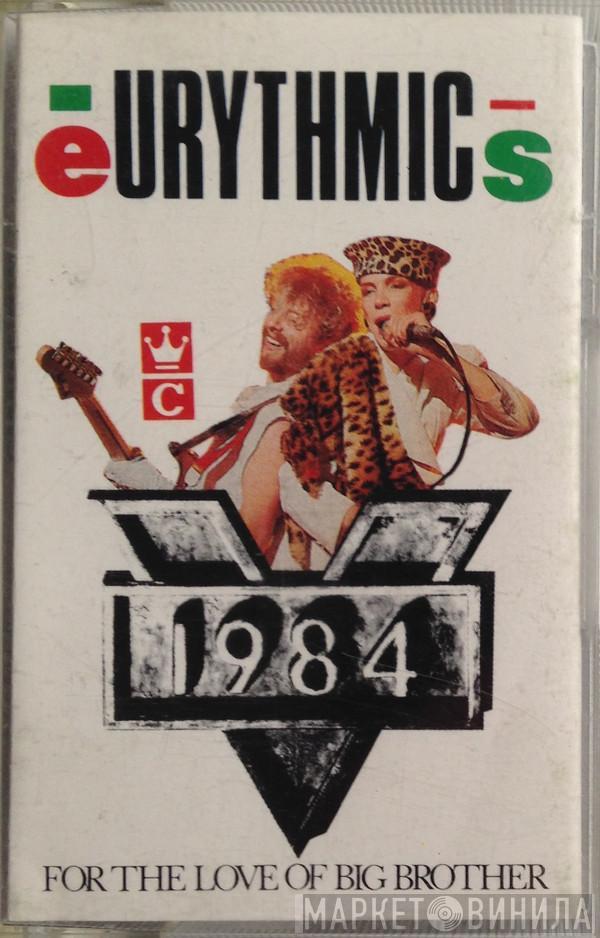 eURYTHMICs
C
1984
FOR THE LOVE OF BIG BROTHER
МАРКЕТ ВИНИЛА